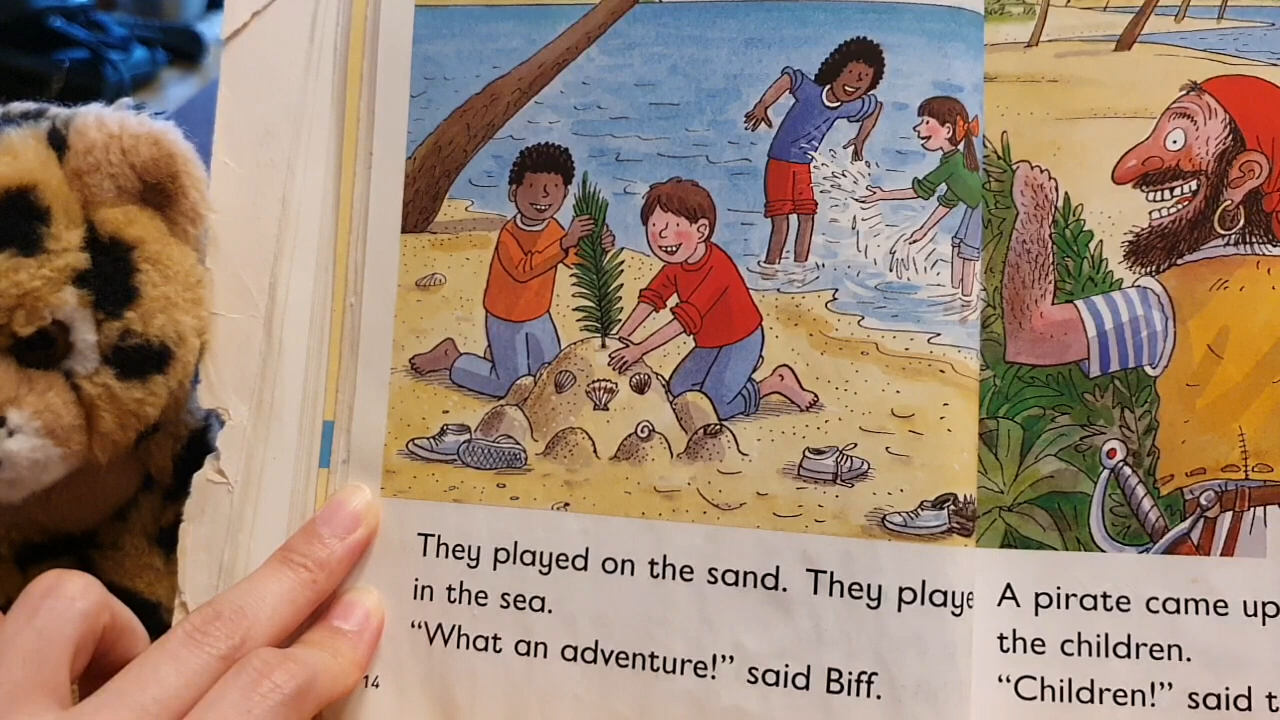 They played on the sand. They playe
in the sea.
“What an adventure!” said Biff.
14
A pirate came up
the children.
“Children!” said t